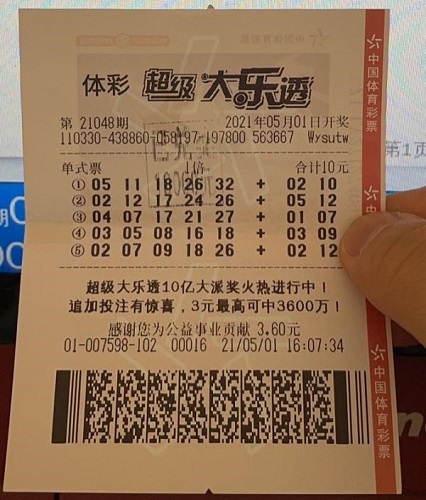 体彩 超级大乐透
第 21048期 2021年05月01日开奖
110330-438860-058197-197800 563667 Wysutw
单式票 1倍 合计10元
① 05 11 18 26 32 + 02 10
② 02 12 17 24 26 + 05 12
③ 04 07 17 21 27 + 01 07
④ 03 05 08 16 18 + 03 09
⑤ 02 07 09 18 26 + 02 12
超级大乐透10亿大派奖火热进行中！
追加投注有惊喜，3元最高可中3600万！
感谢您为公益事业贡献 3.60元
01-007598-102 00016 21/05/01 16:07:34
中国体育彩票
中国体育彩票
第1页